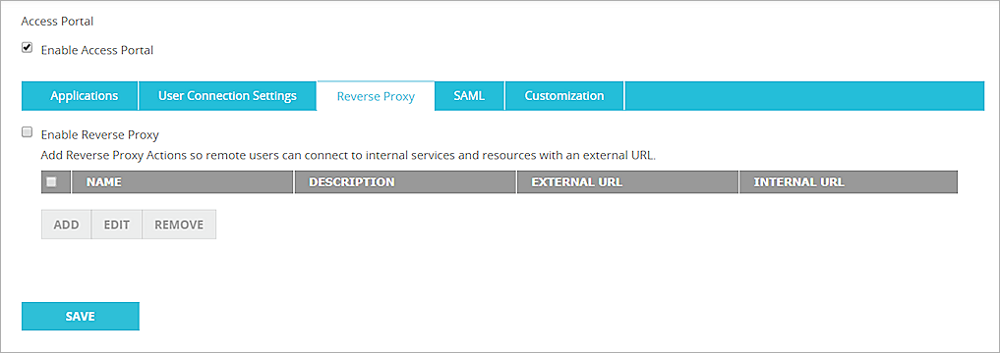 Access Portal
Enable Access Portal
Applications User Connection Settings Reverse Proxy SAML Customization
Enable Reverse Proxy
Add Reverse Proxy Actions so remote users can connect to internal services and resources with an external URL.
NAME DESCRIPTION EXTERNAL URL INTERNAL URL
ADD EDIT REMOVE
SAVE